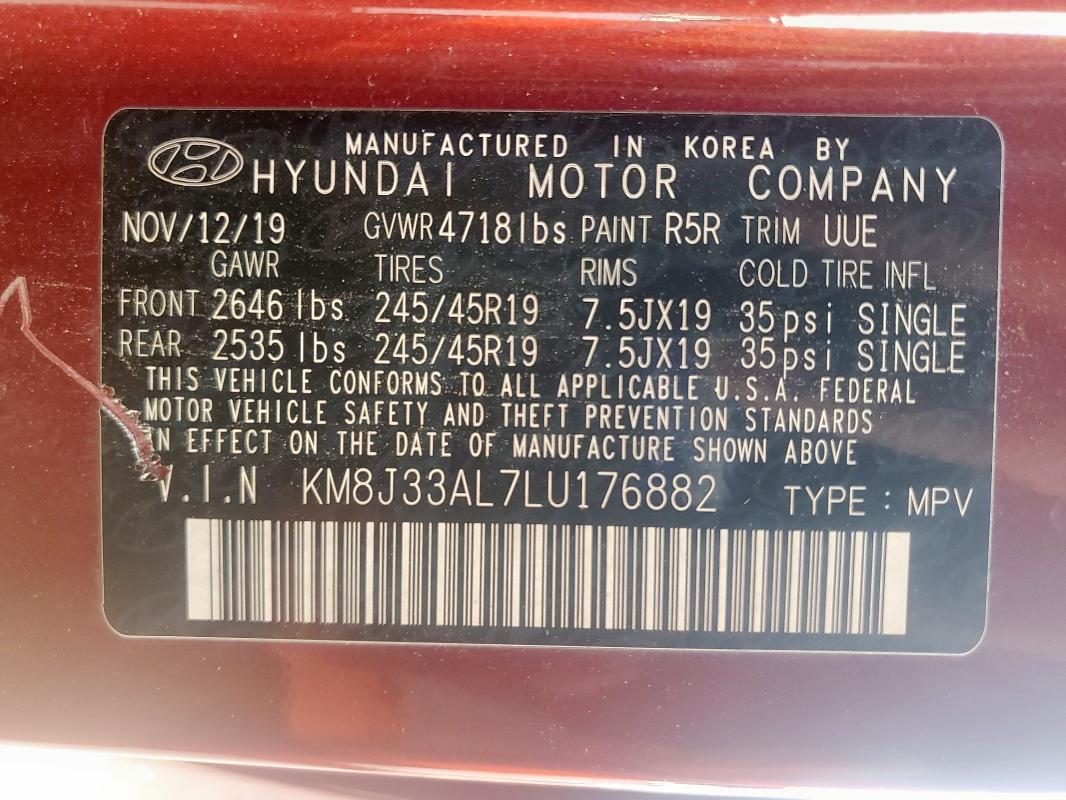 MANUFACTURED IN KOREA BY
HYUNDAI MOTOR COMPANY
NOV/12/19 GVWR 4718lbs PAINT R5R TRIM UUE
GAWR TIRES RIMS COLD TIRE INFL
FRONT 2646 lbs 245/45R19 7.5JX19 35psi SINGLE
REAR 2535 lbs 245/45R19 7.5JX19 35psi SINGLE
THIS VEHICLE CONFORMS TO ALL APPLICABLE U.S.A. FEDERAL
MOTOR VEHICLE SAFETY AND THEFT PREVENTION STANDARDS
IN EFFECT ON THE DATE OF MANUFACTURE SHOWN ABOVE
V.I.N KM8J33AL7LU176882 TYPE : MPV